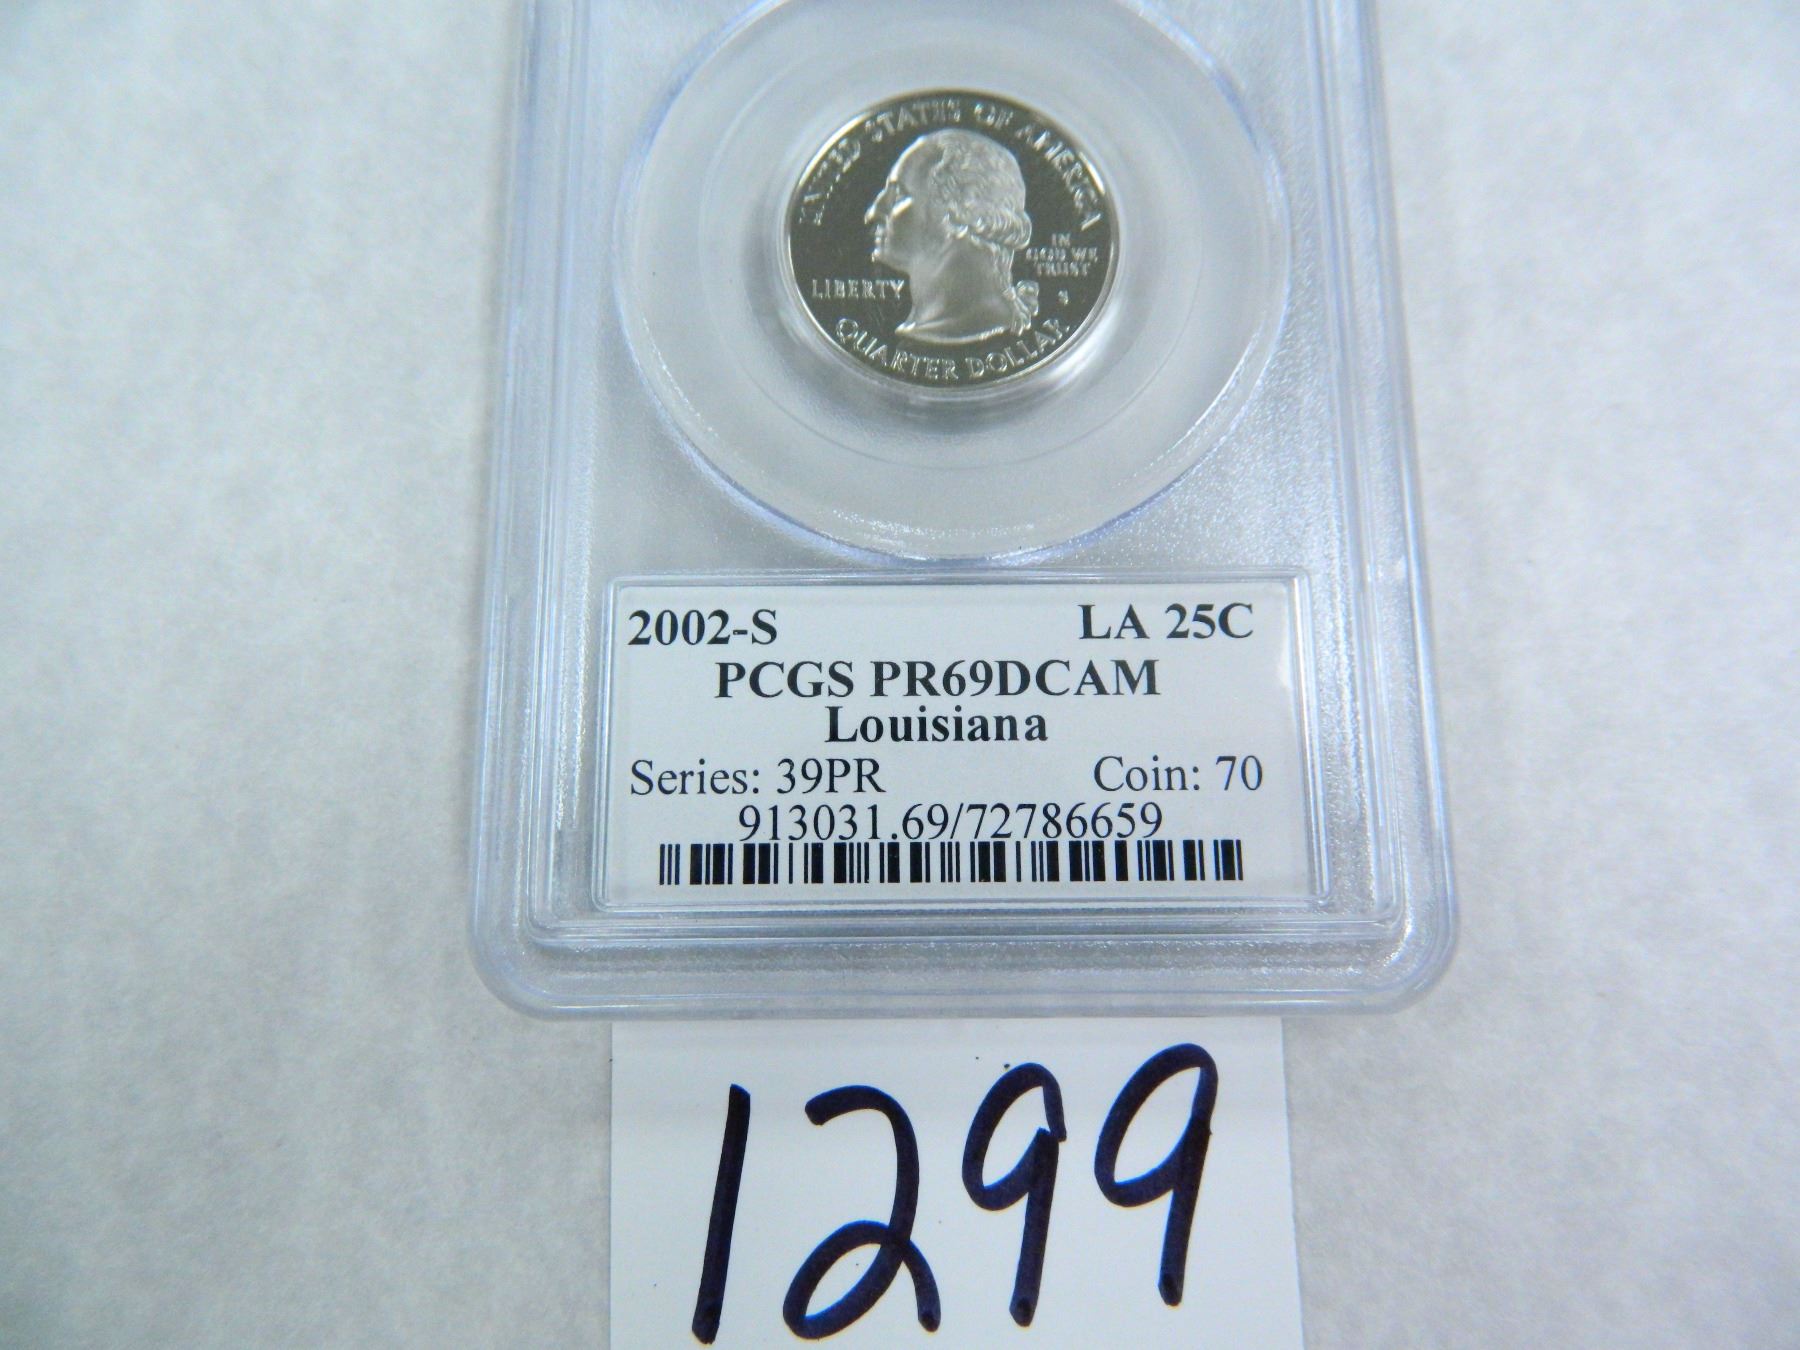 UNITED STATES OF AMERICA
IN
GOD WE
TRUST
LIBERTY
S
QUARTER DOLLAR
2002-S LA 25C
PCGS PR69DCAM
Louisiana
Series: 39PR Coin: 70
913031.69/72786659
1299